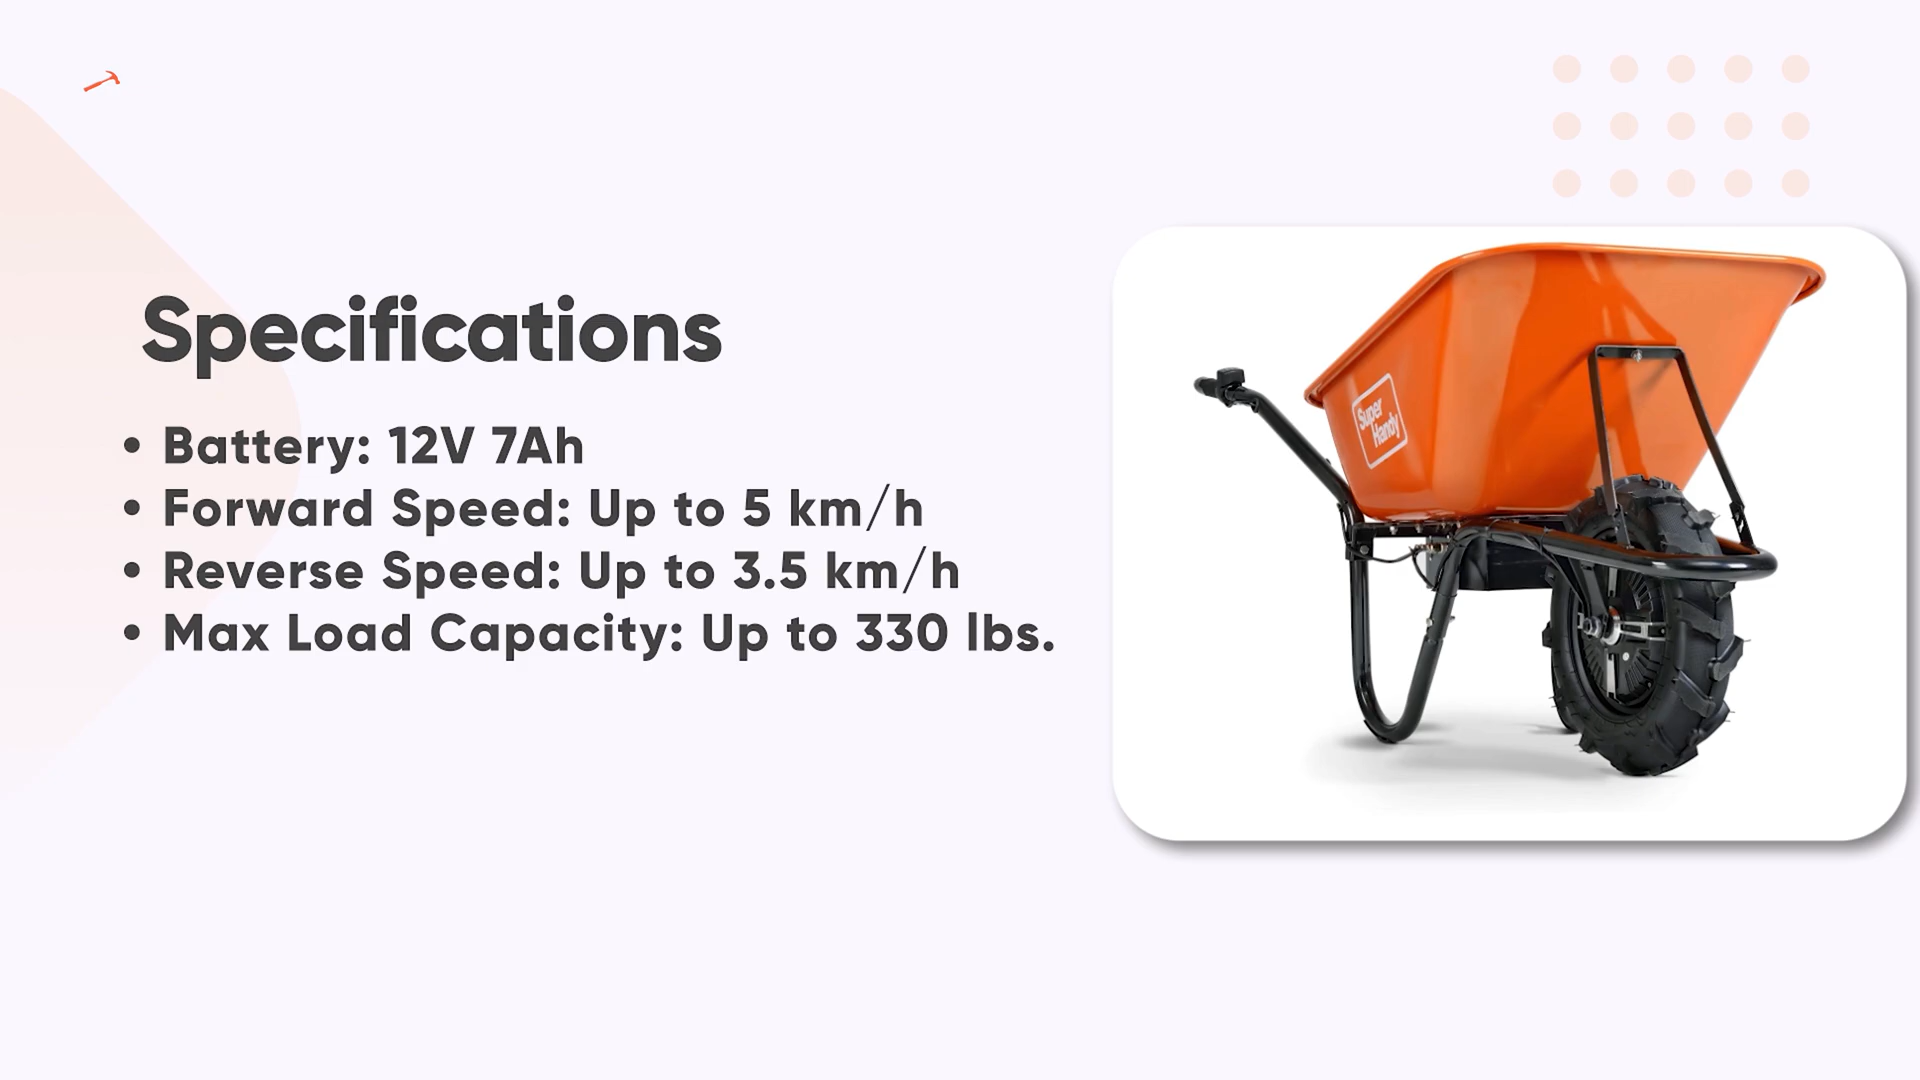 Specifications
• Battery: 12V 7Ah
• Forward Speed: Up to 5 km/h
• Reverse Speed: Up to 3.5 km/h
• Max Load Capacity: Up to 330 lbs.
Super
Handy